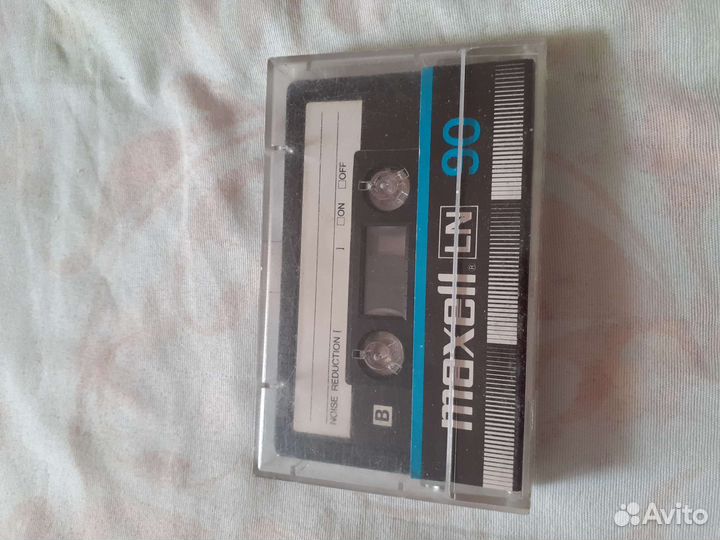 B
NOISE REDUCTION [ ] □ON □OFF
maxell® LN 90
Avito